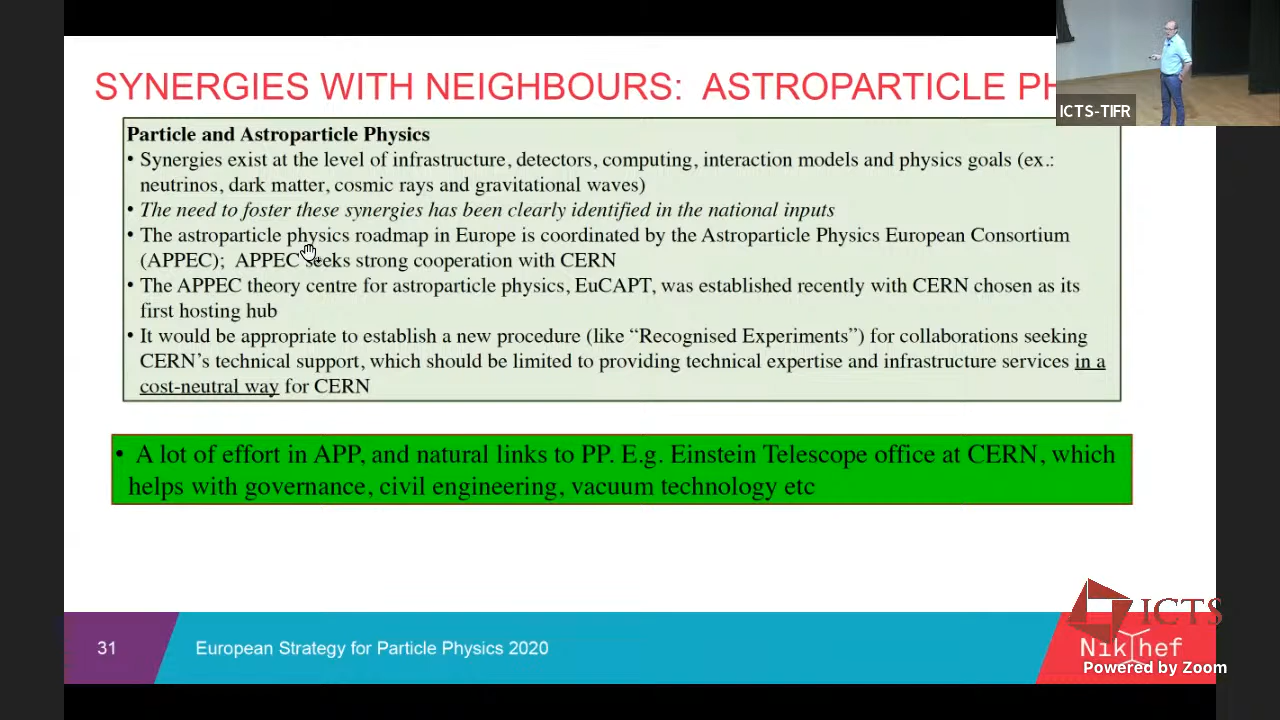 SYNERGIES WITH NEIGHBOURS: ASTROPARTICLE PH
ICTS-TIFR
Particle and Astroparticle Physics
• Synergies exist at the level of infrastructure, detectors, computing, interaction models and physics goals (ex.:
neutrinos, dark matter, cosmic rays and gravitational waves)
• The need to foster these synergies has been clearly identified in the national inputs
• The astroparticle physics roadmap in Europe is coordinated by the Astroparticle Physics European Consortium
(APPEC); APPEC seeks strong cooperation with CERN
• The APPEC theory centre for astroparticle physics, EuCAPT, was established recently with CERN chosen as its
first hosting hub
• It would be appropriate to establish a new procedure (like “Recognised Experiments”) for collaborations seeking
CERN’s technical support, which should be limited to providing technical expertise and infrastructure services in a
cost-neutral way for CERN
• A lot of effort in APP, and natural links to PP. E.g. Einstein Telescope office at CERN, which
helps with governance, civil engineering, vacuum technology etc
ICTS
31
European Strategy for Particle Physics 2020
Nikhef
Powered by Zoom